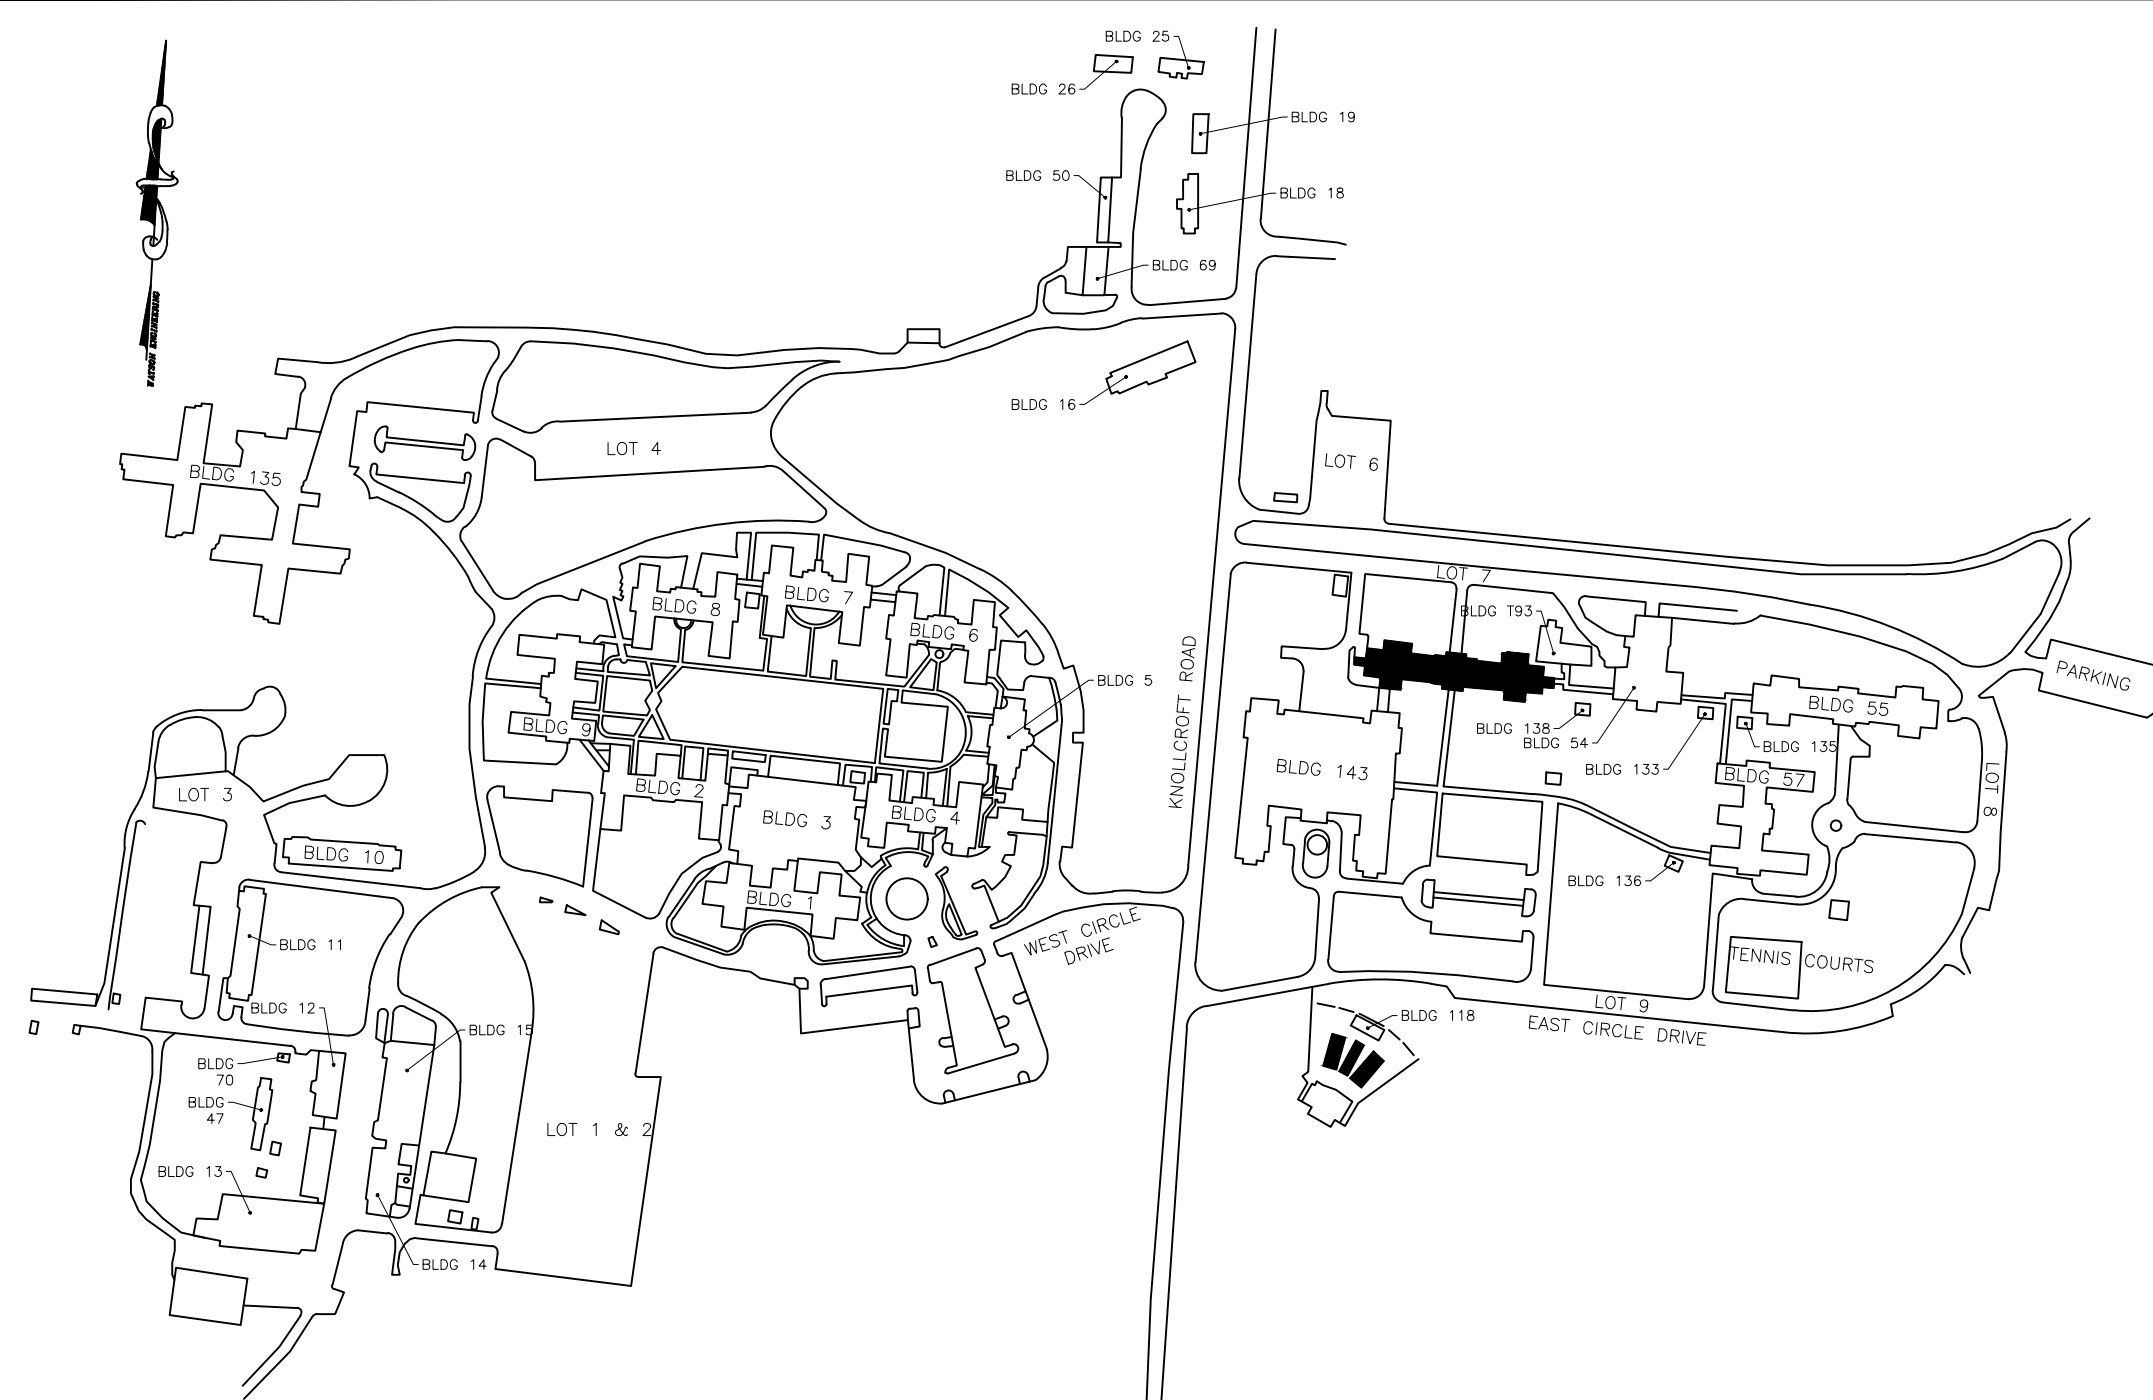 BLDG 25
BLDG 26
BLDG 19
BLDG 50
BLDG 18
BLDG 69
WATSON ENGINEERING
BLDG 16
LOT 4
LOT 6
BLDG 135
LOT 7
BLDG T93
BLDG 7
BLDG 8
BLDG 6
KNOLLCROFT ROAD
BLDG 5
PARKING
BLDG 55
BLDG 9
BLDG 138
BLDG 54
BLDG 135
BLDG 133
BLDG 143
BLDG 57
LOT 8
BLDG 2
LOT 3
BLDG 3
BLDG 4
BLDG 10
BLDG 136
BLDG 1
WEST CIRCLE
DRIVE
BLDG 11
TENNIS COURTS
LOT 9
BLDG 12
BLDG 118
EAST CIRCLE DRIVE
BLDG 15
BLDG
70
BLDG
47
LOT 1 & 2
BLDG 13
BLDG 14